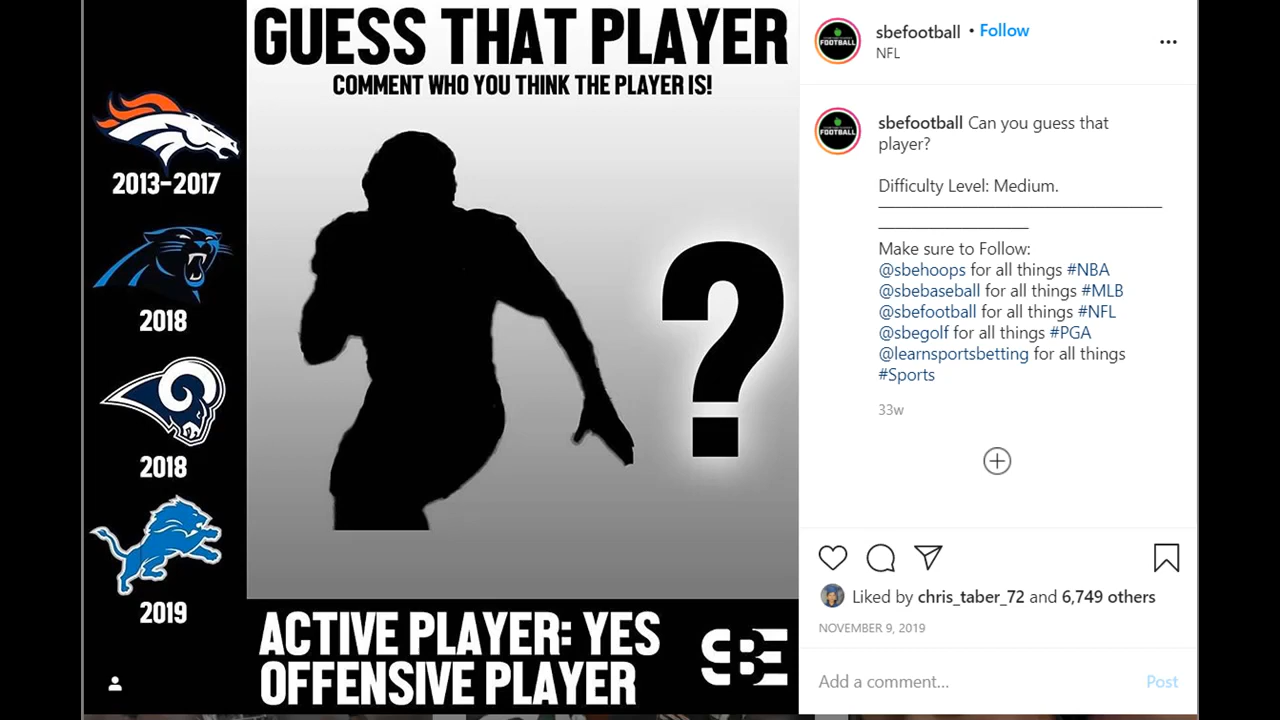 GUESS THAT PLAYER
COMMENT WHO YOU THINK THE PLAYER IS!
2013-2017
2018
2018
2019
?
ACTIVE PLAYER: YES
OFFENSIVE PLAYER
SBE
FOOTBALL
sbefootball • Follow
NFL
FOOTBALL
sbefootball Can you guess that
player?
Difficulty Level: Medium.
Make sure to Follow:
@sbehoops for all things #NBA
@sbebaseball for all things #MLB
@sbefootball for all things #NFL
@sbegolf for all things #PGA
@learnsportsbetting for all things
#Sports
33w
Liked by chris_taber_72 and 6,749 others
NOVEMBER 9, 2019
Add a comment...
Post